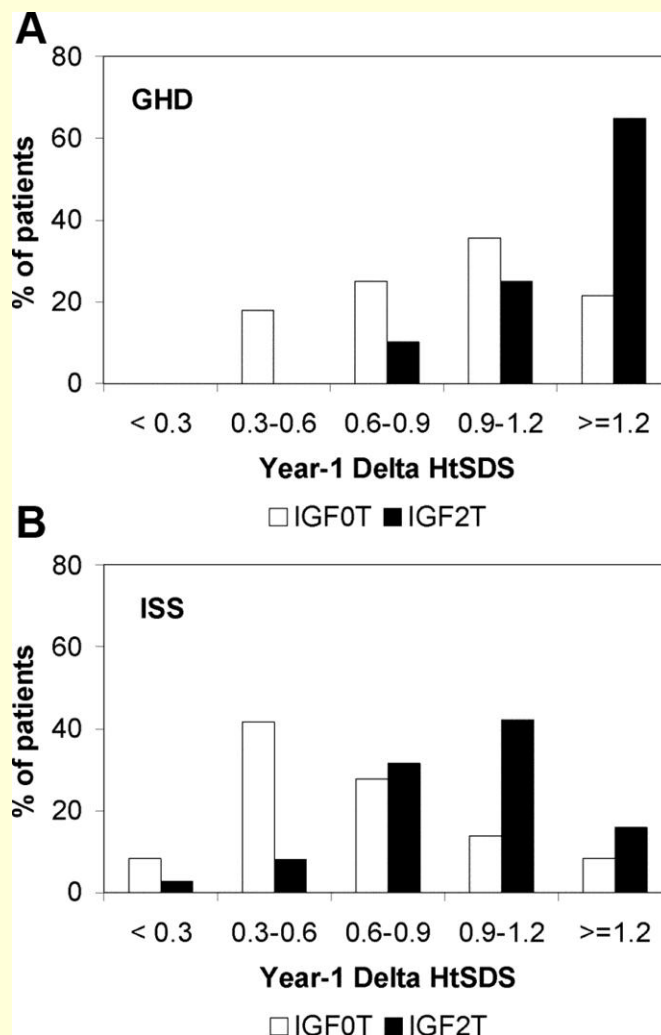 A
80
60
40
20
0
% of patients
GHD
< 0.3 0.3-0.6 0.6-0.9 0.9-1.2 >=1.2
Year-1 Delta HtSDS
IGF0T IGF2T
B
80
60
40
20
0
% of patients
ISS
< 0.3 0.3-0.6 0.6-0.9 0.9-1.2 >=1.2
Year-1 Delta HtSDS
IGF0T IGF2T